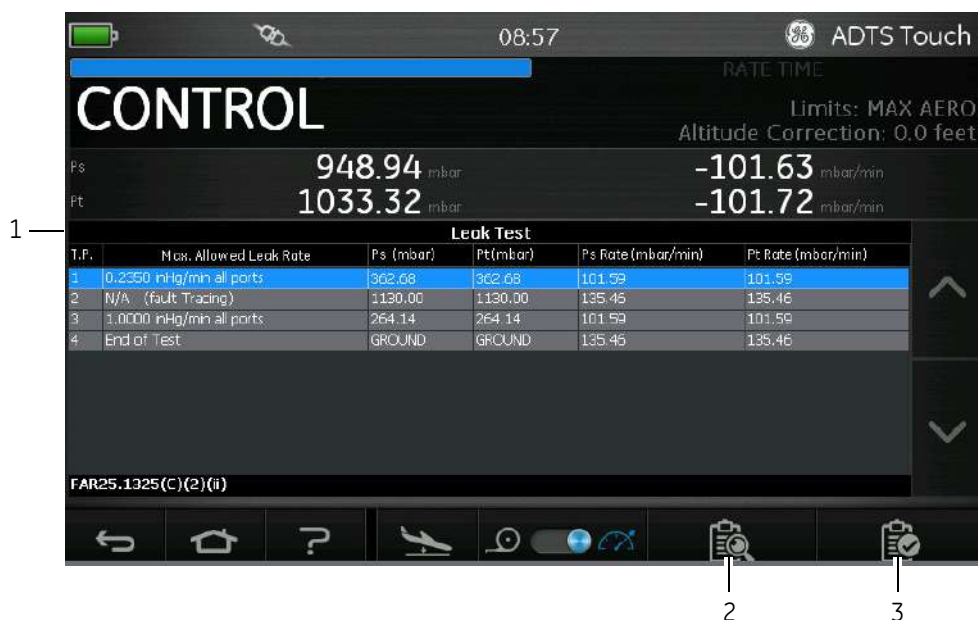 08:57 ADTS Touch
RATE TIME
CONTROL
Limits: MAX AERO
Altitude Correction: 0.0 feet
Ps 948.94 mbar -101.63 mbar/min
Pt 1033.32 mbar -101.72 mbar/min
1
Leak Test
T.P. Max. Allowed Leak Rate Ps (mbar) Pt(mbar) Ps Rate(mbar/min) Pt Rate(mbar/min)
1 0.2350 inHg/min all ports 362.68 362.68 101.59 101.59
2 N/A (fault Tracing) 1130.00 1130.00 135.46 135.46
3 1.0000 inHg/min all ports 264.14 264.14 101.59 101.59
4 End of Test GROUND GROUND 135.46 135.46
FAR25.1325(C)(2)(ii)
?
2 3